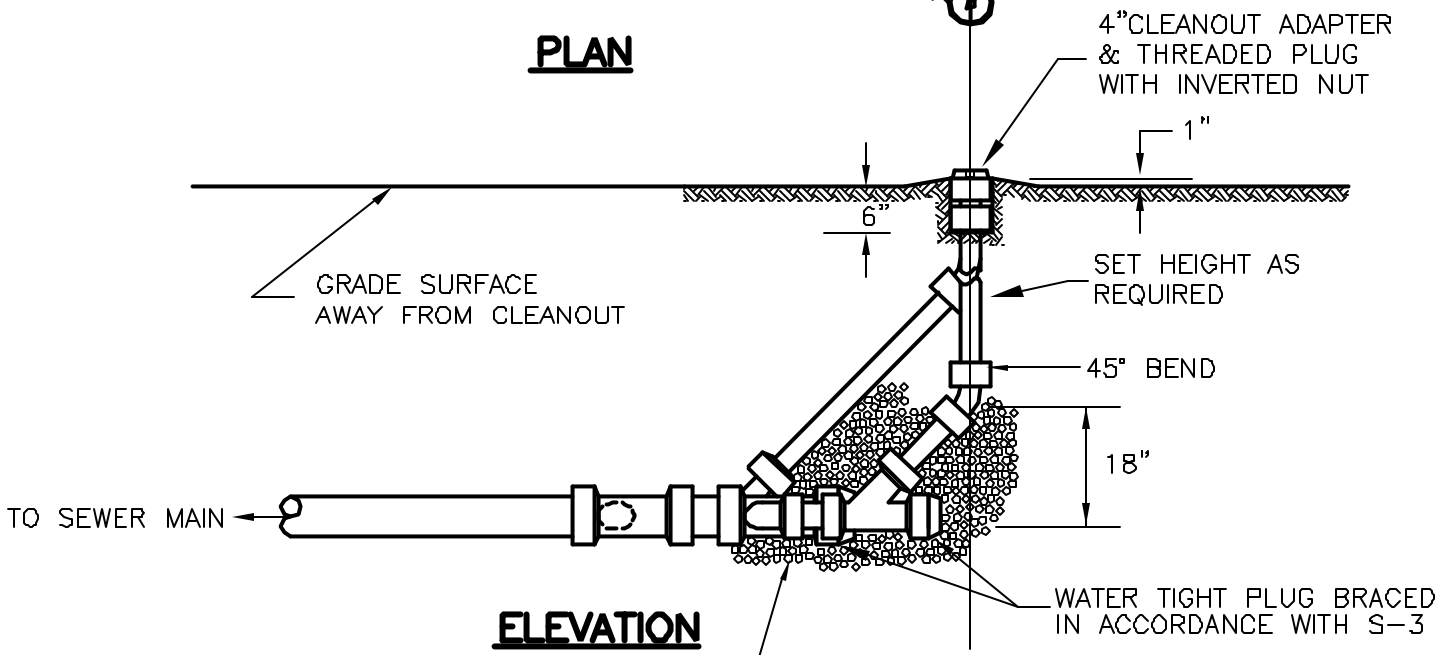 PLAN
4"CLEANOUT ADAPTER
& THREADED PLUG
WITH INVERTED NUT
1"
6"
GRADE SURFACE
AWAY FROM CLEANOUT
SET HEIGHT AS
REQUIRED
45° BEND
18"
TO SEWER MAIN
WATER TIGHT PLUG BRACED
IN ACCORDANCE WITH S-3
ELEVATION